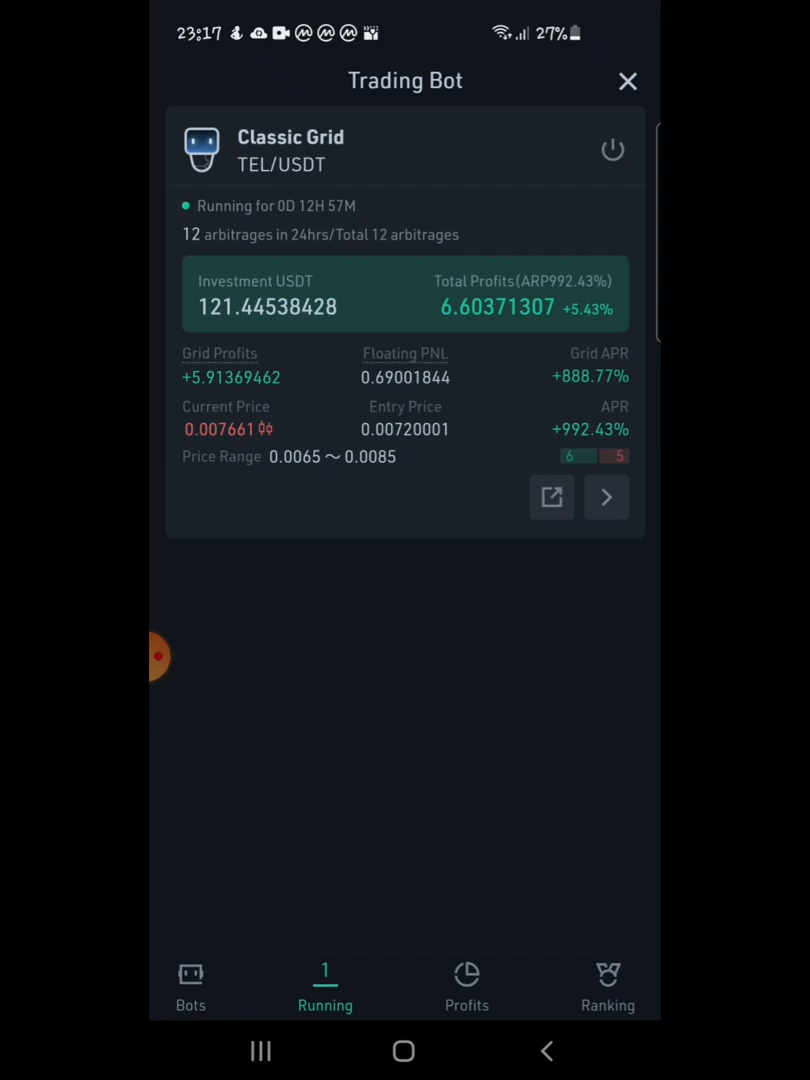 23:17 27%
Trading Bot
Classic Grid
TEL/USDT
Running for 0D 12H 57M
12 arbitrages in 24hrs/Total 12 arbitrages
Investment USDT Total Profits(ARP992.43%)
121.44538428 6.60371307 +5.43%
Grid Profits Floating PNL Grid APR
+5.91369462 0.69001844 +888.77%
Current Price Entry Price APR
0.007661 0.00720001 +992.43%
Price Range 0.0065 ～ 0.0085 6 5
1
Bots Running Profits Ranking